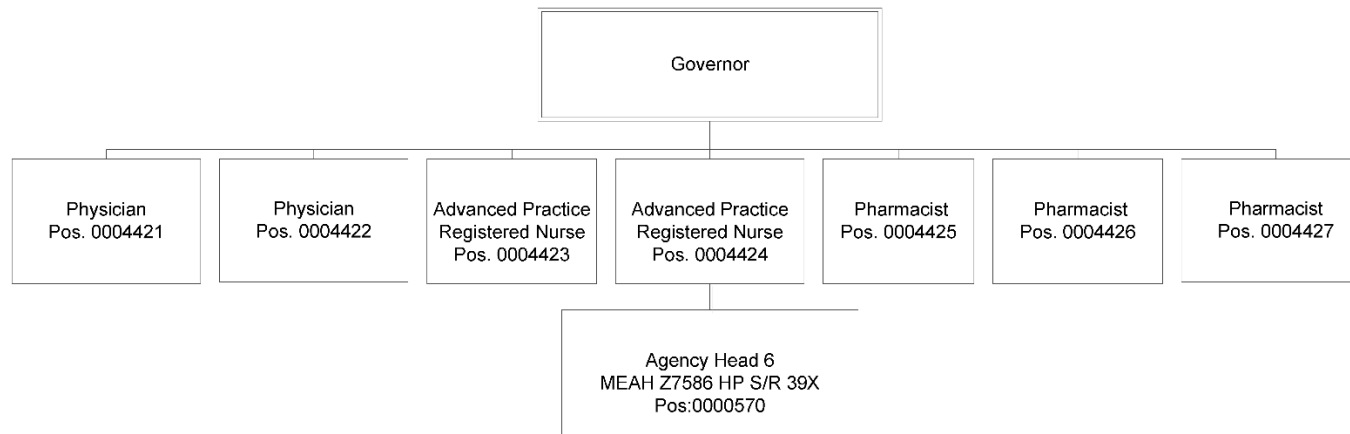 Governor
Physician
Pos. 0004421
Physician
Pos. 0004422
Advanced Practice
Registered Nurse
Pos. 0004423
Advanced Practice
Registered Nurse
Pos. 0004424
Pharmacist
Pos. 0004425
Pharmacist
Pos. 0004426
Pharmacist
Pos. 0004427
Agency Head 6
MEAH Z7586 HP S/R 39X
Pos:0000570